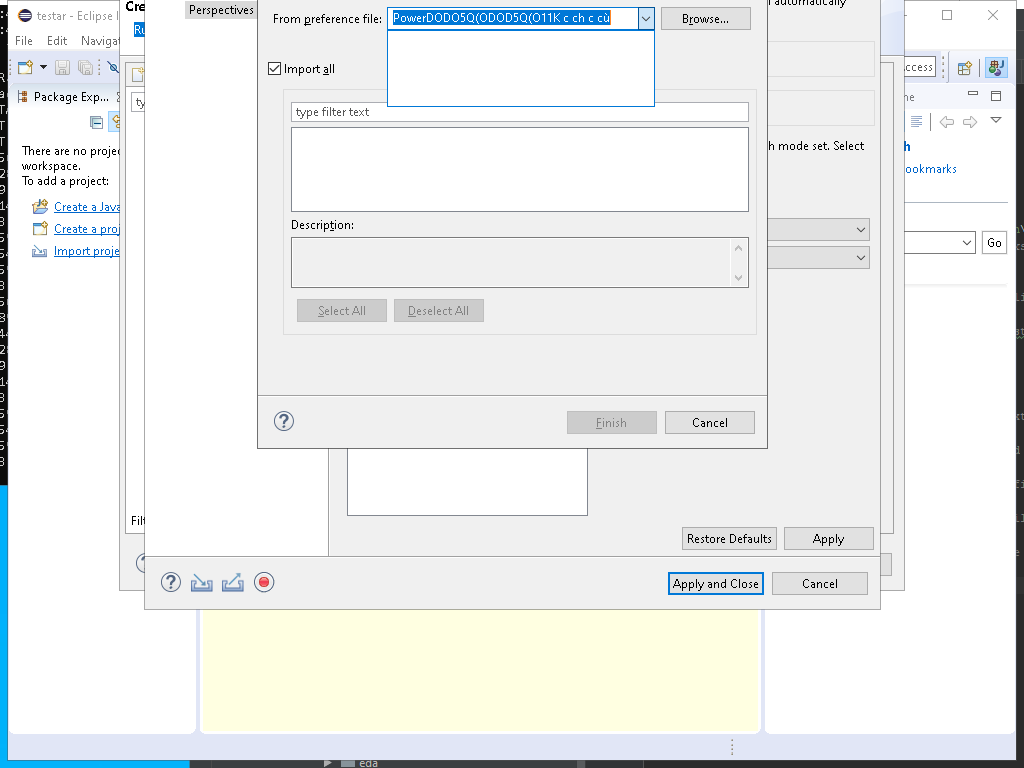 testar - Eclipse
File Edit Navigat
Package Exp...
There are no proje
workspace.
To add a project:
Create a Java
Create a proj
Import proje
Cre
Ru
ty
Filt
Perspectives
From preference file: PowerDODO5Q(ODOD5Q(O11K c ch c cù Browse...
Import all
type filter text
Description:
Select All Deselect All
Finish Cancel
automatically
h mode set. Select
Restore Defaults Apply
Apply and Close Cancel
ccess
ne
h
ookmarks
Go
eda